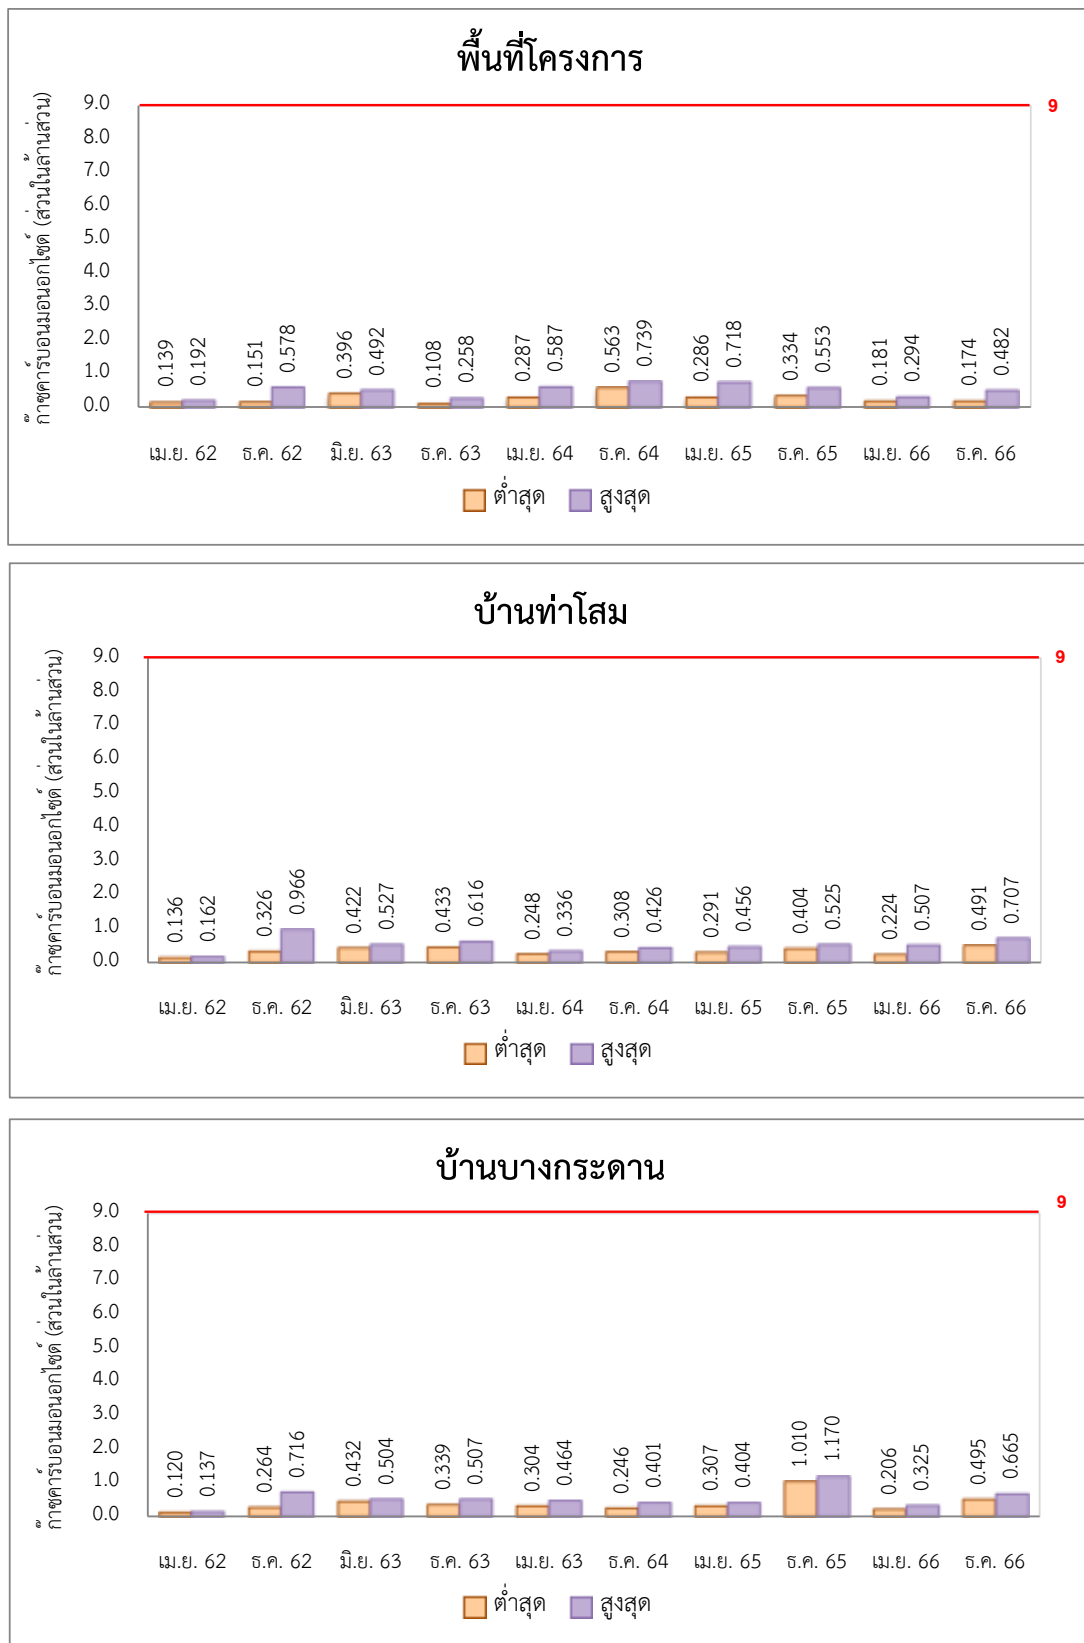 พื้นที่โครงการ
ก๊าซคาร์บอนมอนอกไซด์ (ส่วนในล้านส่วน)
9.0
8.0
7.0
6.0
5.0
4.0
3.0
2.0
1.0
0.0
9
0.139 0.192 0.151 0.578 0.396 0.492 0.108 0.258 0.287 0.587 0.563 0.739 0.286 0.718 0.334 0.553 0.181 0.294 0.174 0.482
เม.ย. 62 ธ.ค. 62 มิ.ย. 63 ธ.ค. 63 เม.ย. 64 ธ.ค. 64 เม.ย. 65 ธ.ค. 65 เม.ย. 66 ธ.ค. 66
ต่ำสุด สูงสุด
บ้านท่าโสม
ก๊าซคาร์บอนมอนอกไซด์ (ส่วนในล้านส่วน)
9.0
8.0
7.0
6.0
5.0
4.0
3.0
2.0
1.0
0.0
9
0.136 0.162 0.326 0.966 0.422 0.527 0.433 0.616 0.248 0.336 0.308 0.426 0.291 0.456 0.404 0.525 0.224 0.507 0.491 0.707
เม.ย. 62 ธ.ค. 62 มิ.ย. 63 ธ.ค. 63 เม.ย. 64 ธ.ค. 64 เม.ย. 65 ธ.ค. 65 เม.ย. 66 ธ.ค. 66
ต่ำสุด สูงสุด
บ้านบางกระดาน
ก๊าซคาร์บอนมอนอกไซด์ (ส่วนในล้านส่วน)
9.0
8.0
7.0
6.0
5.0
4.0
3.0
2.0
1.0
0.0
9
0.120 0.137 0.264 0.716 0.432 0.504 0.339 0.507 0.304 0.464 0.246 0.401 0.307 0.404 1.010 1.170 0.206 0.325 0.495 0.665
เม.ย. 62 ธ.ค. 62 มิ.ย. 63 ธ.ค. 63 เม.ย. 63 ธ.ค. 64 เม.ย. 65 ธ.ค. 65 เม.ย. 66 ธ.ค. 66
ต่ำสุด สูงสุด